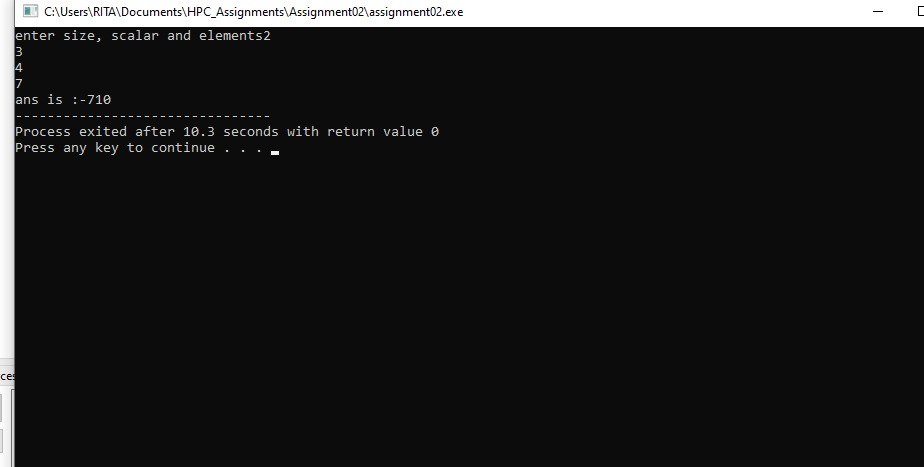 C:\Users\RITA\Documents\HPC_Assignments\Assignment02\assignment02.exe
enter size, scalar and elements2
3
4
7
ans is :-710
--------------------------------
Process exited after 10.3 seconds with return value 0
Press any key to continue . . .
ces